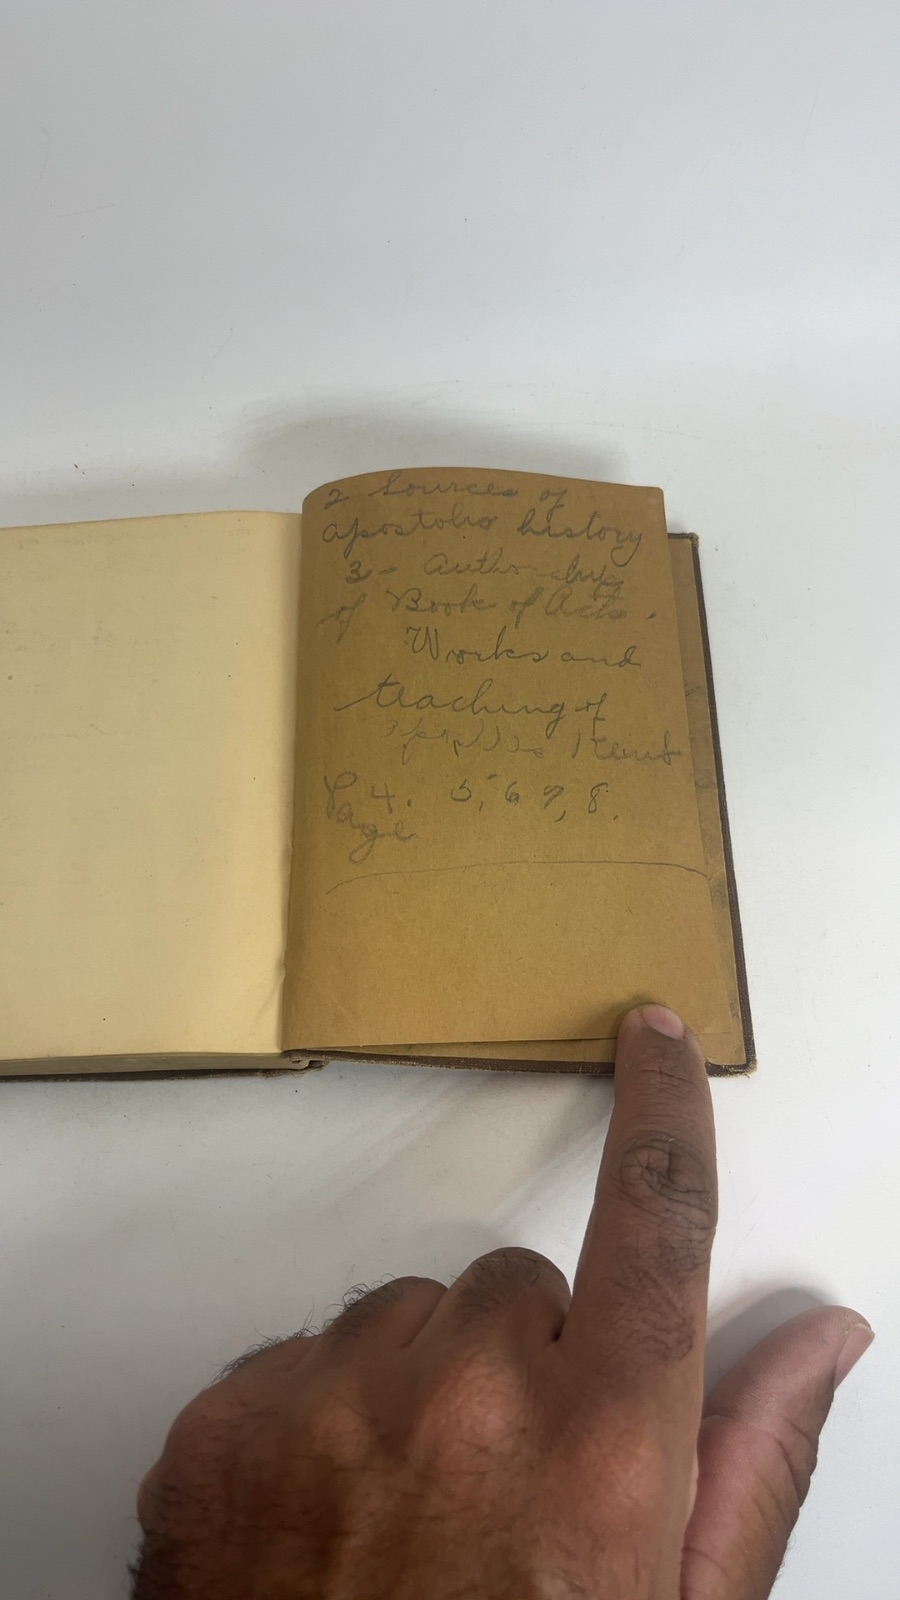 2 Sources of
apostolic history
3 - Authorship
of Book of Acts.
Works and
teaching of
Page 4. 5, 6 7, 8.